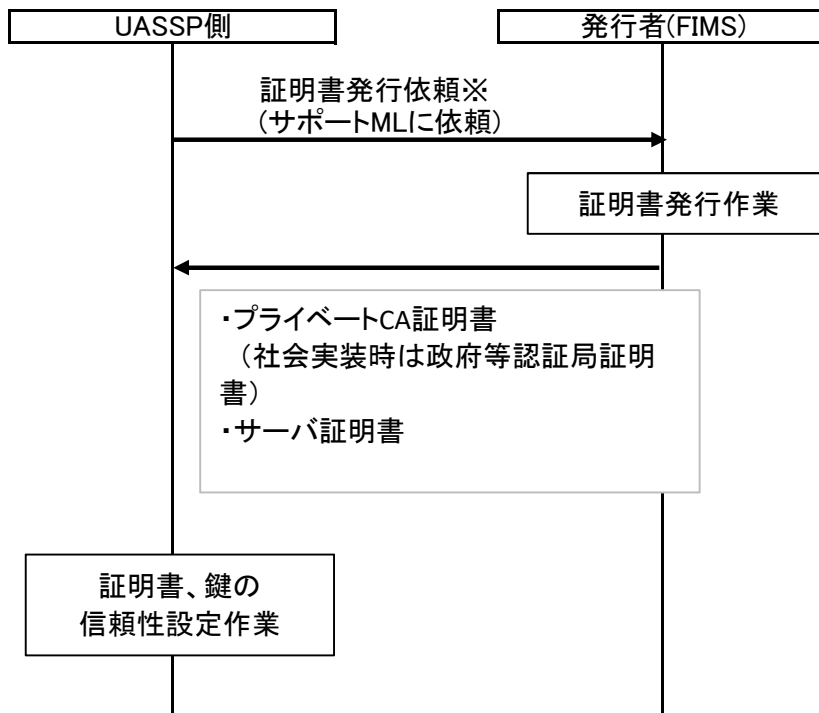 UASSP側
発行者(FIMS)
証明書発行依頼※
(サポートMLに依頼)
証明書発行作業
・プライベートCA証明書
（社会実装時は政府等認証局証明
書）
・サーバ証明書
証明書、鍵の
信頼性設定作業